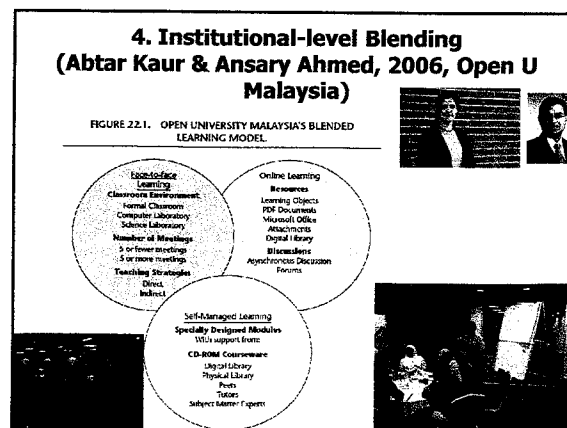 4. Institutional-level Blending
(Abtar Kaur & Ansary Ahmed, 2006, Open U
Malaysia)
FIGURE 22.1. OPEN UNIVERSITY MALAYSIA'S BLENDED
LEARNING MODEL.
Face-to-face
Learning
Classroom Environment
Formal Classroom
Computer Laboratory
Science Laboratory
Number of Meetings
5 or fewer meetings
5 or more meetings
Teaching Strategies
Direct
Indirect
Online Learning
Resources
Learning Objects
PDF Documents
Microsoft Office
Attachments
Digital Library
Discussions
Asynchronous Discussion
Forums
Self-Managed Learning
Specially Designed Modules
With support from:
CD-ROM Courseware
Digital Library
Physical Library
Peers
Tutors
Subject Matter Experts